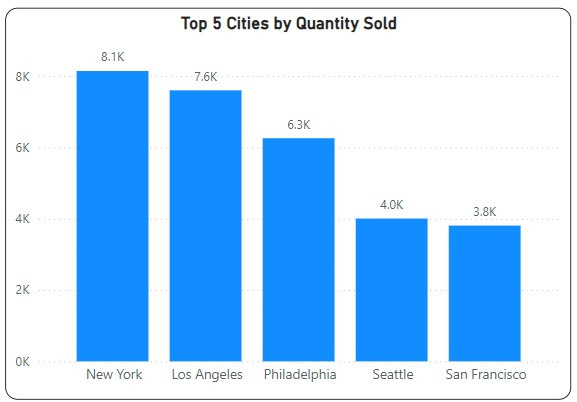 Top 5 Cities by Quantity Sold
8.1K
8K
7.6K
6.3K
6K
4.0K
4K
3.8K
2K
0K
New York Los Angeles Philadelphia Seattle San Francisco